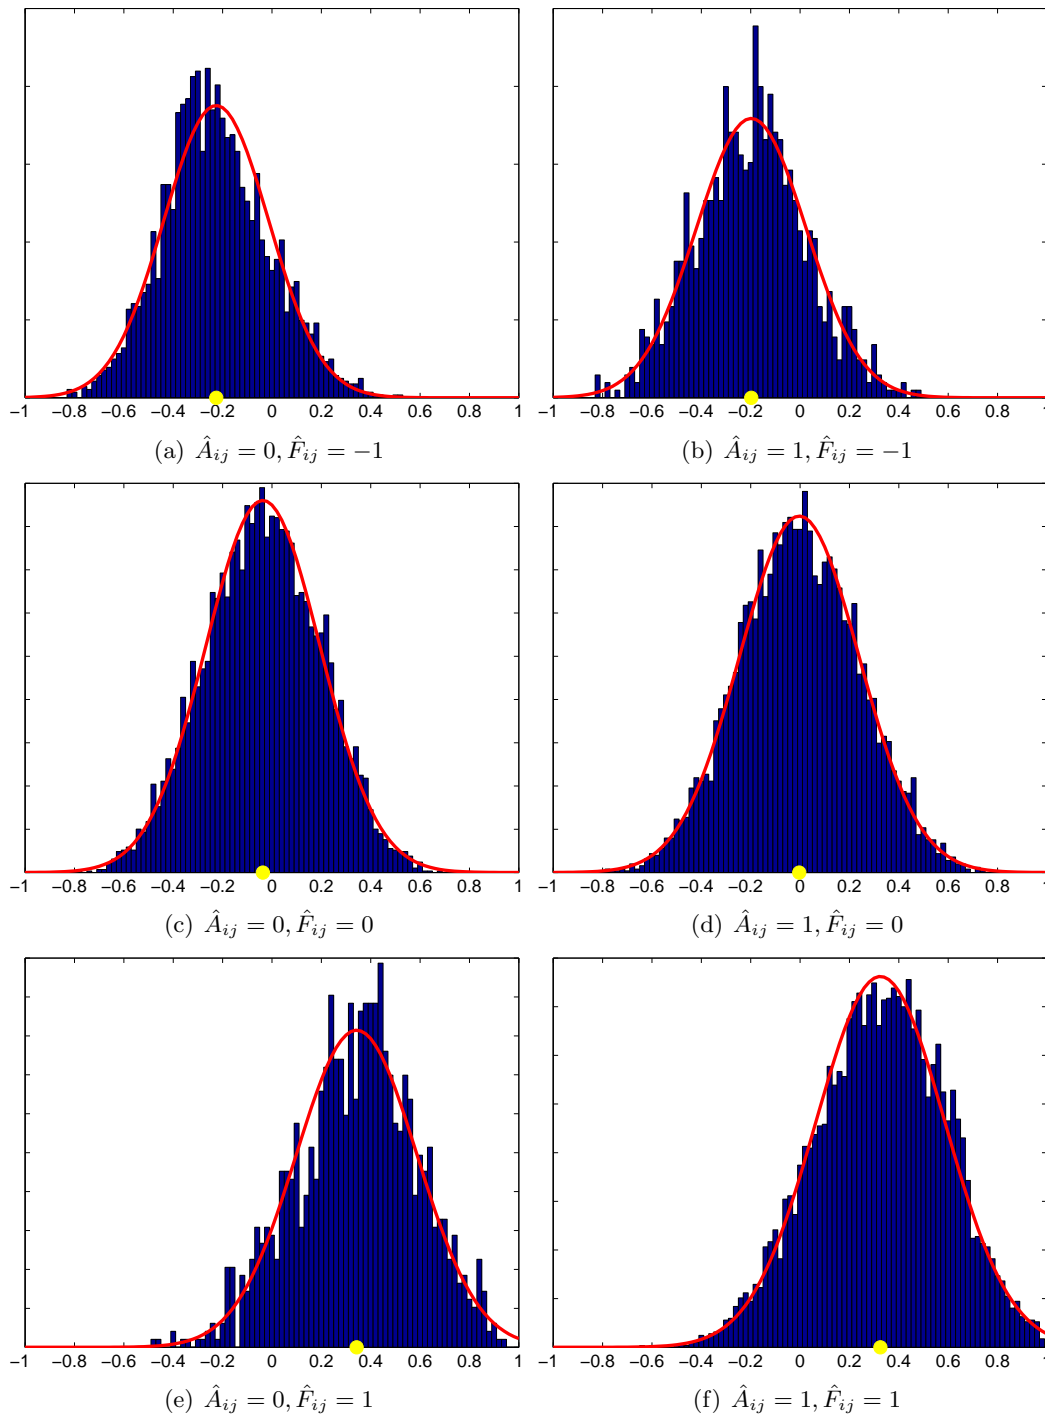 −1 −0.8 −0.6 −0.4 −0.2 0 0.2 0.4 0.6 0.8 1
−1 −0.8 −0.6 −0.4 −0.2 0 0.2 0.4 0.6 0.8 1
(a) Â_ij = 0, F̂_ij = −1
(b) Â_ij = 1, F̂_ij = −1
−1 −0.8 −0.6 −0.4 −0.2 0 0.2 0.4 0.6 0.8 1
−1 −0.8 −0.6 −0.4 −0.2 0 0.2 0.4 0.6 0.8 1
(c) Â_ij = 0, F̂_ij = 0
(d) Â_ij = 1, F̂_ij = 0
−1 −0.8 −0.6 −0.4 −0.2 0 0.2 0.4 0.6 0.8 1
−1 −0.8 −0.6 −0.4 −0.2 0 0.2 0.4 0.6 0.8 1
(e) Â_ij = 0, F̂_ij = 1
(f) Â_ij = 1, F̂_ij = 1